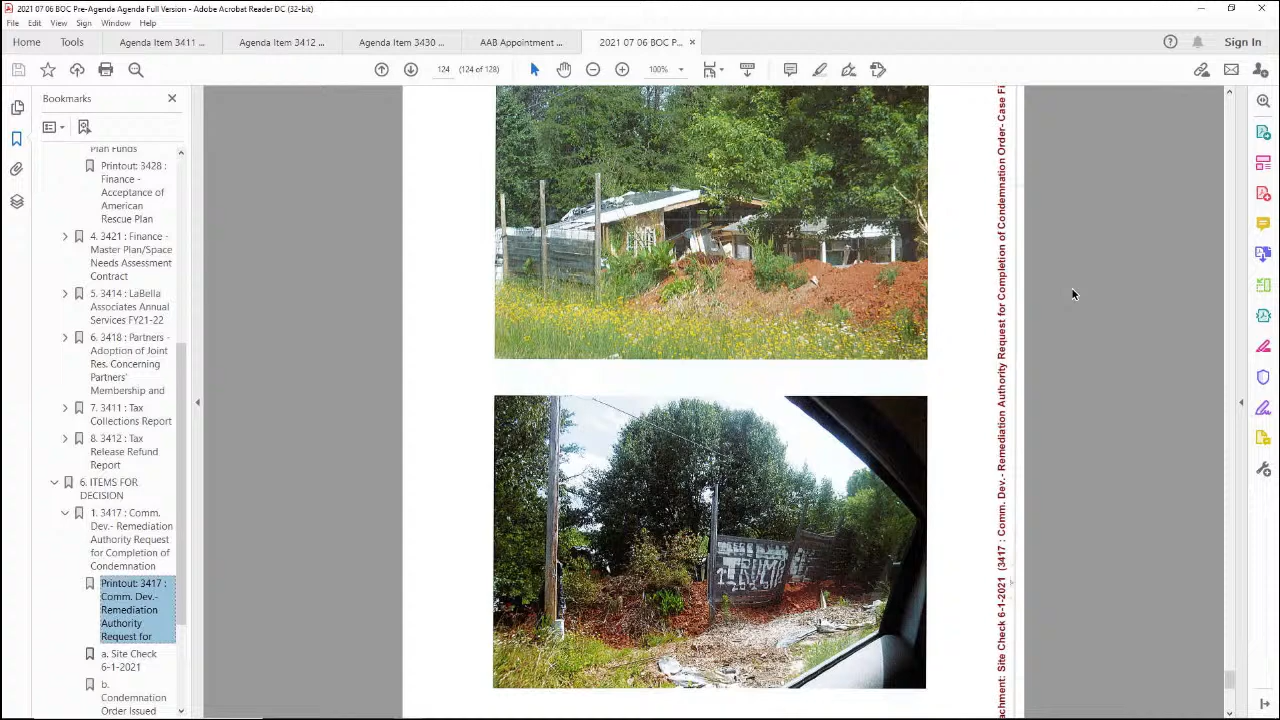 2021 07 06 BOC Pre-Agenda Agenda Full Version - Adobe Acrobat Reader DC (32-bit)
File Edit View Sign Window Help
Home Tools Agenda Item 3411 ... Agenda Item 3412 ... Agenda Item 3430 ... AAB Appointment ... 2021 07 06 BOC P... × Sign In
124 (124 of 128) 100%
Bookmarks
Plan Funds
Printout: 3428 :
Finance -
Acceptance of
American
Rescue Plan
4. 3421 : Finance -
Master Plan/Space
Needs Assessment
Contract
5. 3414 : LaBella
Associates Annual
Services FY21-22
6. 3418 : Partners -
Adoption of Joint
Res. Concerning
Partners'
Membership and
7. 3411 : Tax
Collections Report
8. 3412 : Tax
Release Refund
Report
6. ITEMS FOR
DECISION
1. 3417 : Comm.
Dev.- Remediation
Authority Request
for Completion of
Condemnation
Printout: 3417 :
Comm. Dev.-
Remediation
Authority
Request for
a. Site Check
6-1-2021
b.
Condemnation
Order Issued
TRUMP
achment: Site Check 6-1-2021 (3417 : Comm. Dev.- Remediation Authority Request for Completion of Condemnation Order- Case Fi